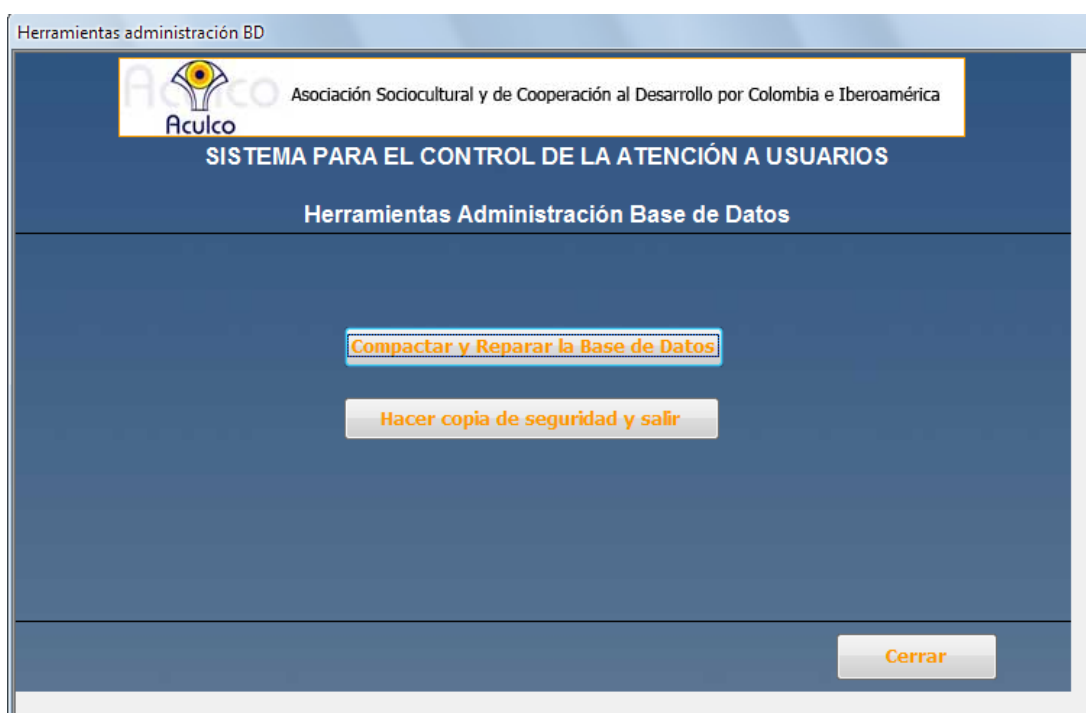 Herramientas administración BD
Aculco
Asociación Sociocultural y de Cooperación al Desarrollo por Colombia e Iberoamérica
Aculco
SISTEMA PARA EL CONTROL DE LA ATENCIÓN A USUARIOS
Herramientas Administración Base de Datos
Compactar y Reparar la Base de Datos
Hacer copia de seguridad y salir
Cerrar